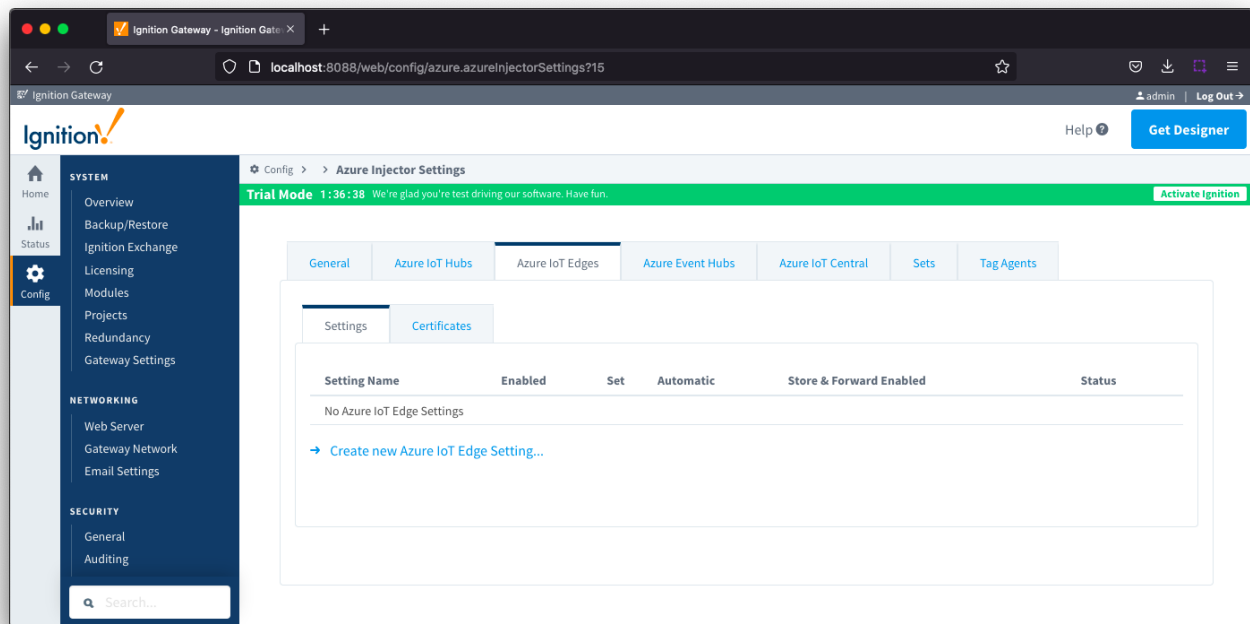 Ignition Gateway - Ignition Gate
localhost:8088/web/config/azure.azureInjectorSettings?15
Ignition Gateway
admin | Log Out
Ignition!
Help
Get Designer
Home
Status
Config
SYSTEM
Overview
Backup/Restore
Ignition Exchange
Licensing
Modules
Projects
Redundancy
Gateway Settings
NETWORKING
Web Server
Gateway Network
Email Settings
SECURITY
General
Auditing
Search...
Config > > Azure Injector Settings
Trial Mode 1:36:38 We're glad you're test driving our software. Have fun.
Activate Ignition
General Azure IoT Hubs Azure IoT Edges Azure Event Hubs Azure IoT Central Sets Tag Agents
Settings Certificates
Setting Name Enabled Set Automatic Store & Forward Enabled Status
No Azure IoT Edge Settings
Create new Azure IoT Edge Setting...